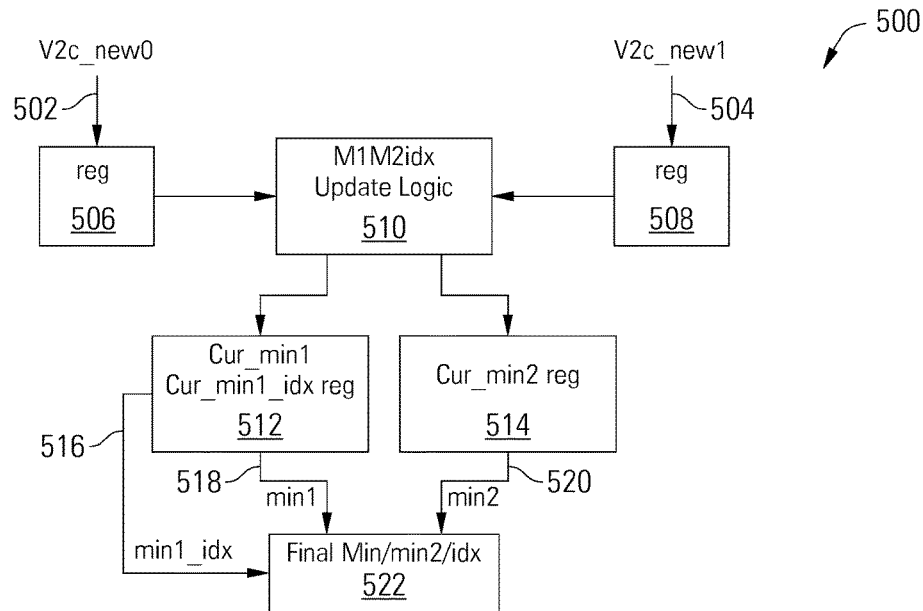 500
V2c_new0
V2c_new1
502
504
reg
506
M1M2idx
Update Logic
510
reg
508
Cur_min1
Cur_min1_idx reg
512
Cur_min2 reg
514
516
518
min1
min2
520
min1_idx
Final Min/min2/idx
522